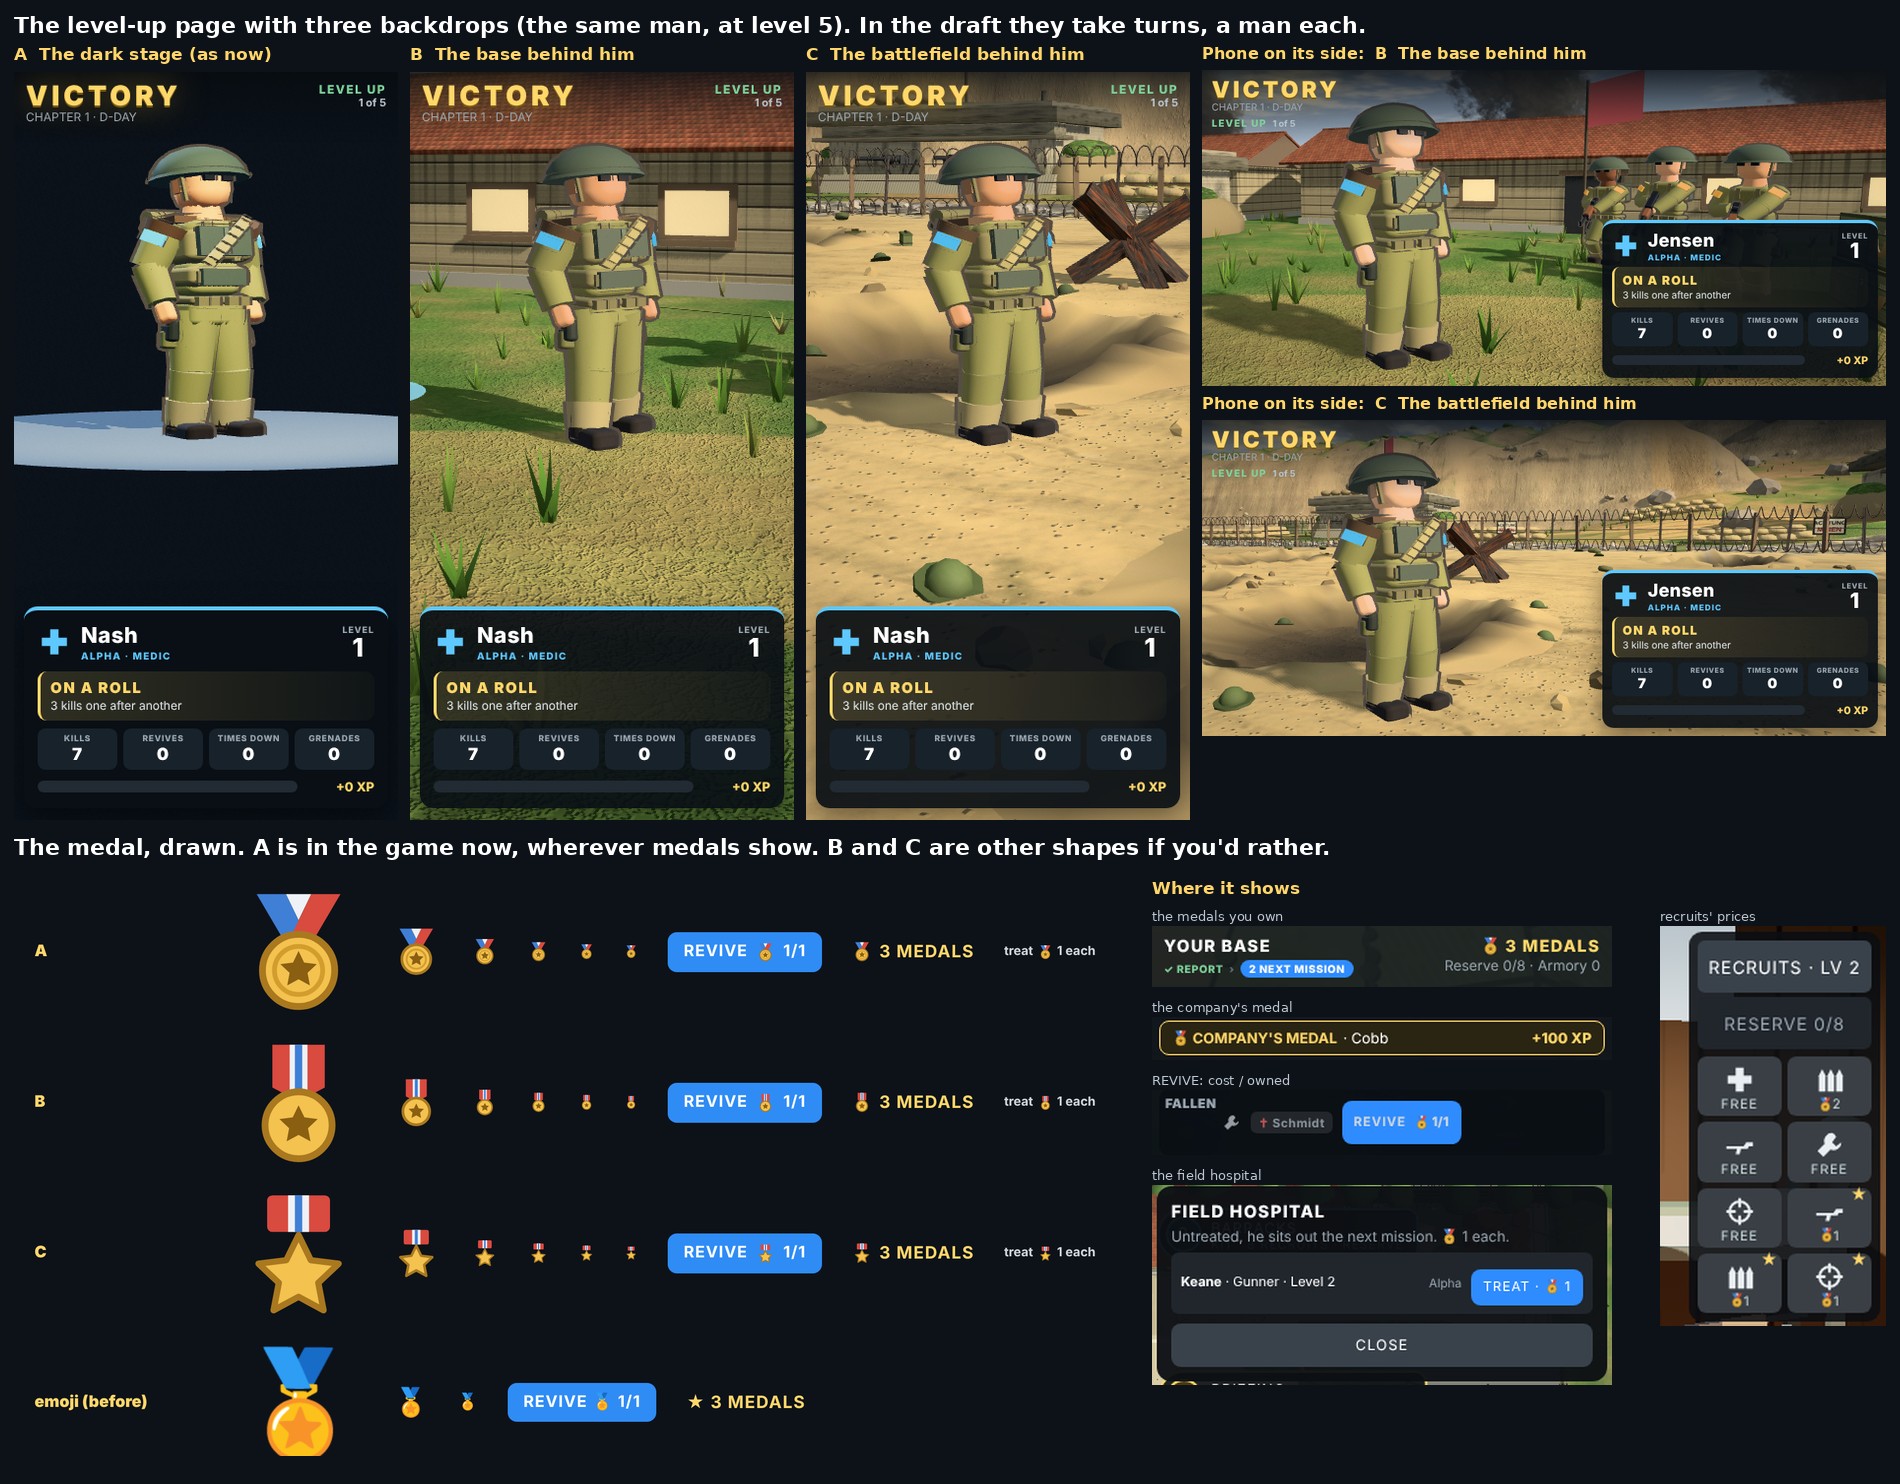 The level-up page with three backdrops (the same man, at level 5). In the draft they take turns, a man each.
A The dark stage (as now)
VICTORY
CHAPTER 1 · D-DAY
LEVEL UP
1 of 5
Nash
ALPHA · MEDIC
LEVEL
1
ON A ROLL
3 kills one after another
KILLS
7
REVIVES
0
TIMES DOWN
0
GRENADES
0
+0 XP
B The base behind him
VICTORY
CHAPTER 1 · D-DAY
LEVEL UP
1 of 5
Nash
ALPHA · MEDIC
LEVEL
1
ON A ROLL
3 kills one after another
KILLS
7
REVIVES
0
TIMES DOWN
0
GRENADES
0
+0 XP
C The battlefield behind him
VICTORY
CHAPTER 1 · D-DAY
LEVEL UP
1 of 5
Nash
ALPHA · MEDIC
LEVEL
1
ON A ROLL
3 kills one after another
KILLS
7
REVIVES
0
TIMES DOWN
0
GRENADES
0
+0 XP
Phone on its side: B The base behind him
VICTORY
CHAPTER 1 · D-DAY
LEVEL UP 1 of 5
Jensen
ALPHA · MEDIC
LEVEL
1
ON A ROLL
3 kills one after another
KILLS
7
REVIVES
0
TIMES DOWN
0
GRENADES
0
+0 XP
Phone on its side: C The battlefield behind him
VICTORY
CHAPTER 1 · D-DAY
LEVEL UP 1 of 5
Jensen
ALPHA · MEDIC
LEVEL
1
ON A ROLL
3 kills one after another
KILLS
7
REVIVES
0
TIMES DOWN
0
GRENADES
0
+0 XP
The medal, drawn. A is in the game now, wherever medals show. B and C are other shapes if you'd rather.
A
REVIVE 1/1
3 MEDALS
treat 1 each
B
REVIVE 1/1
3 MEDALS
treat 1 each
C
REVIVE 1/1
3 MEDALS
treat 1 each
emoji (before)
REVIVE 1/1
★ 3 MEDALS
Where it shows
the medals you own
YOUR BASE
3 MEDALS
✓ REPORT › 2 NEXT MISSION
Reserve 0/8 · Armory 0
the company's medal
COMPANY'S MEDAL · Cobb
+100 XP
REVIVE: cost / owned
FALLEN
† Schmidt
REVIVE 1/1
the field hospital
FIELD HOSPITAL
Untreated, he sits out the next mission. 1 each.
Keane · Gunner · Level 2
Alpha
TREAT · 1
CLOSE
recruits' prices
RECRUITS · LV 2
RESERVE 0/8
FREE
2
FREE
FREE
FREE
1
1
1